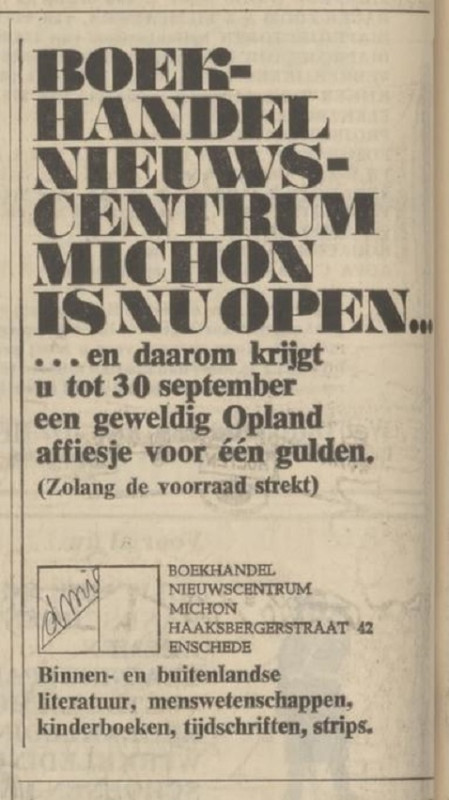 BOEK-
HANDEL
NIEUWS-
CENTRUM
MICHON
IS NÙ OPEN...
... en daarom krijgt
u tot 30 september
een geweldig Opland
affiesje voor één gulden.
(Zolang de voorraad strekt)
BOEKHANDEL
NIEUWSCENTRUM
MICHON
HAAKSBERGERSTRAAT 42
ENSCHEDE
Binnen- en buitenlandse
literatuur, menswetenschappen,
kinderboeken, tijdschriften, strips.